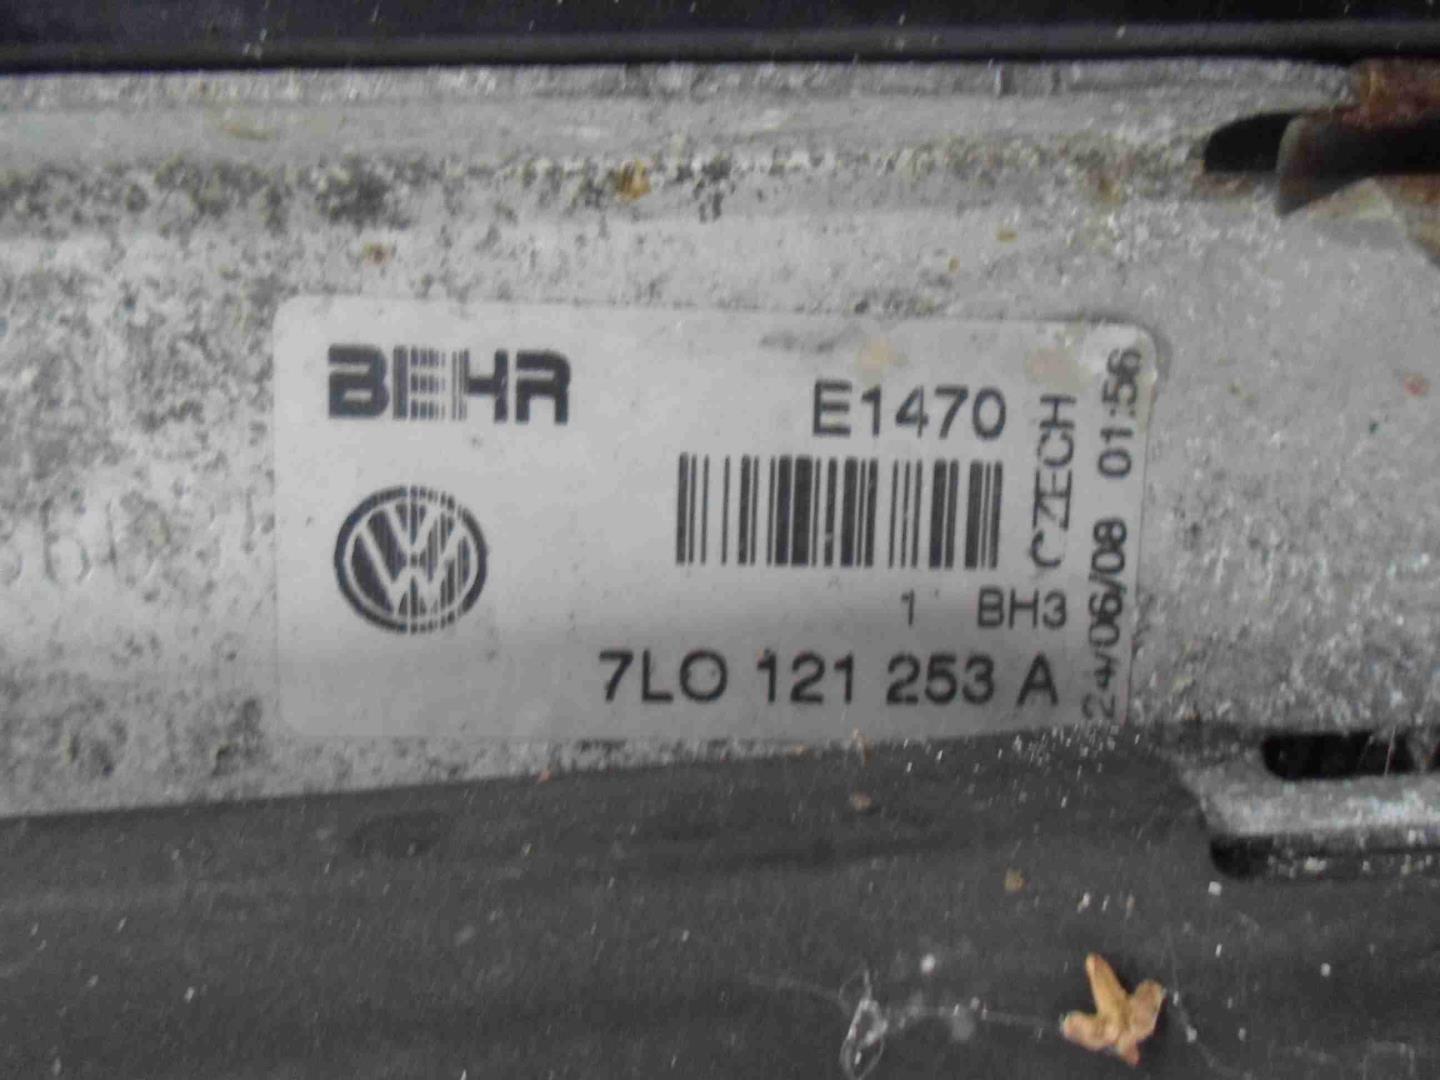 BEHR
E1470
CZECH
24/06/08 01:56
1 BH3
7LO 121 253 A